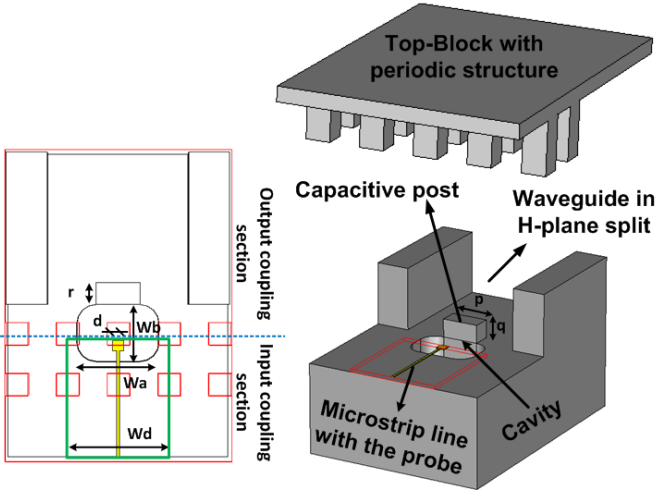 Top-Block with
periodic structure
Capacitive post
Waveguide in
H-plane split
p
q
Cavity
Microstrip line
with the probe
Output coupling
section
Input coupling
section
r
d
Wb
Wa
Wd